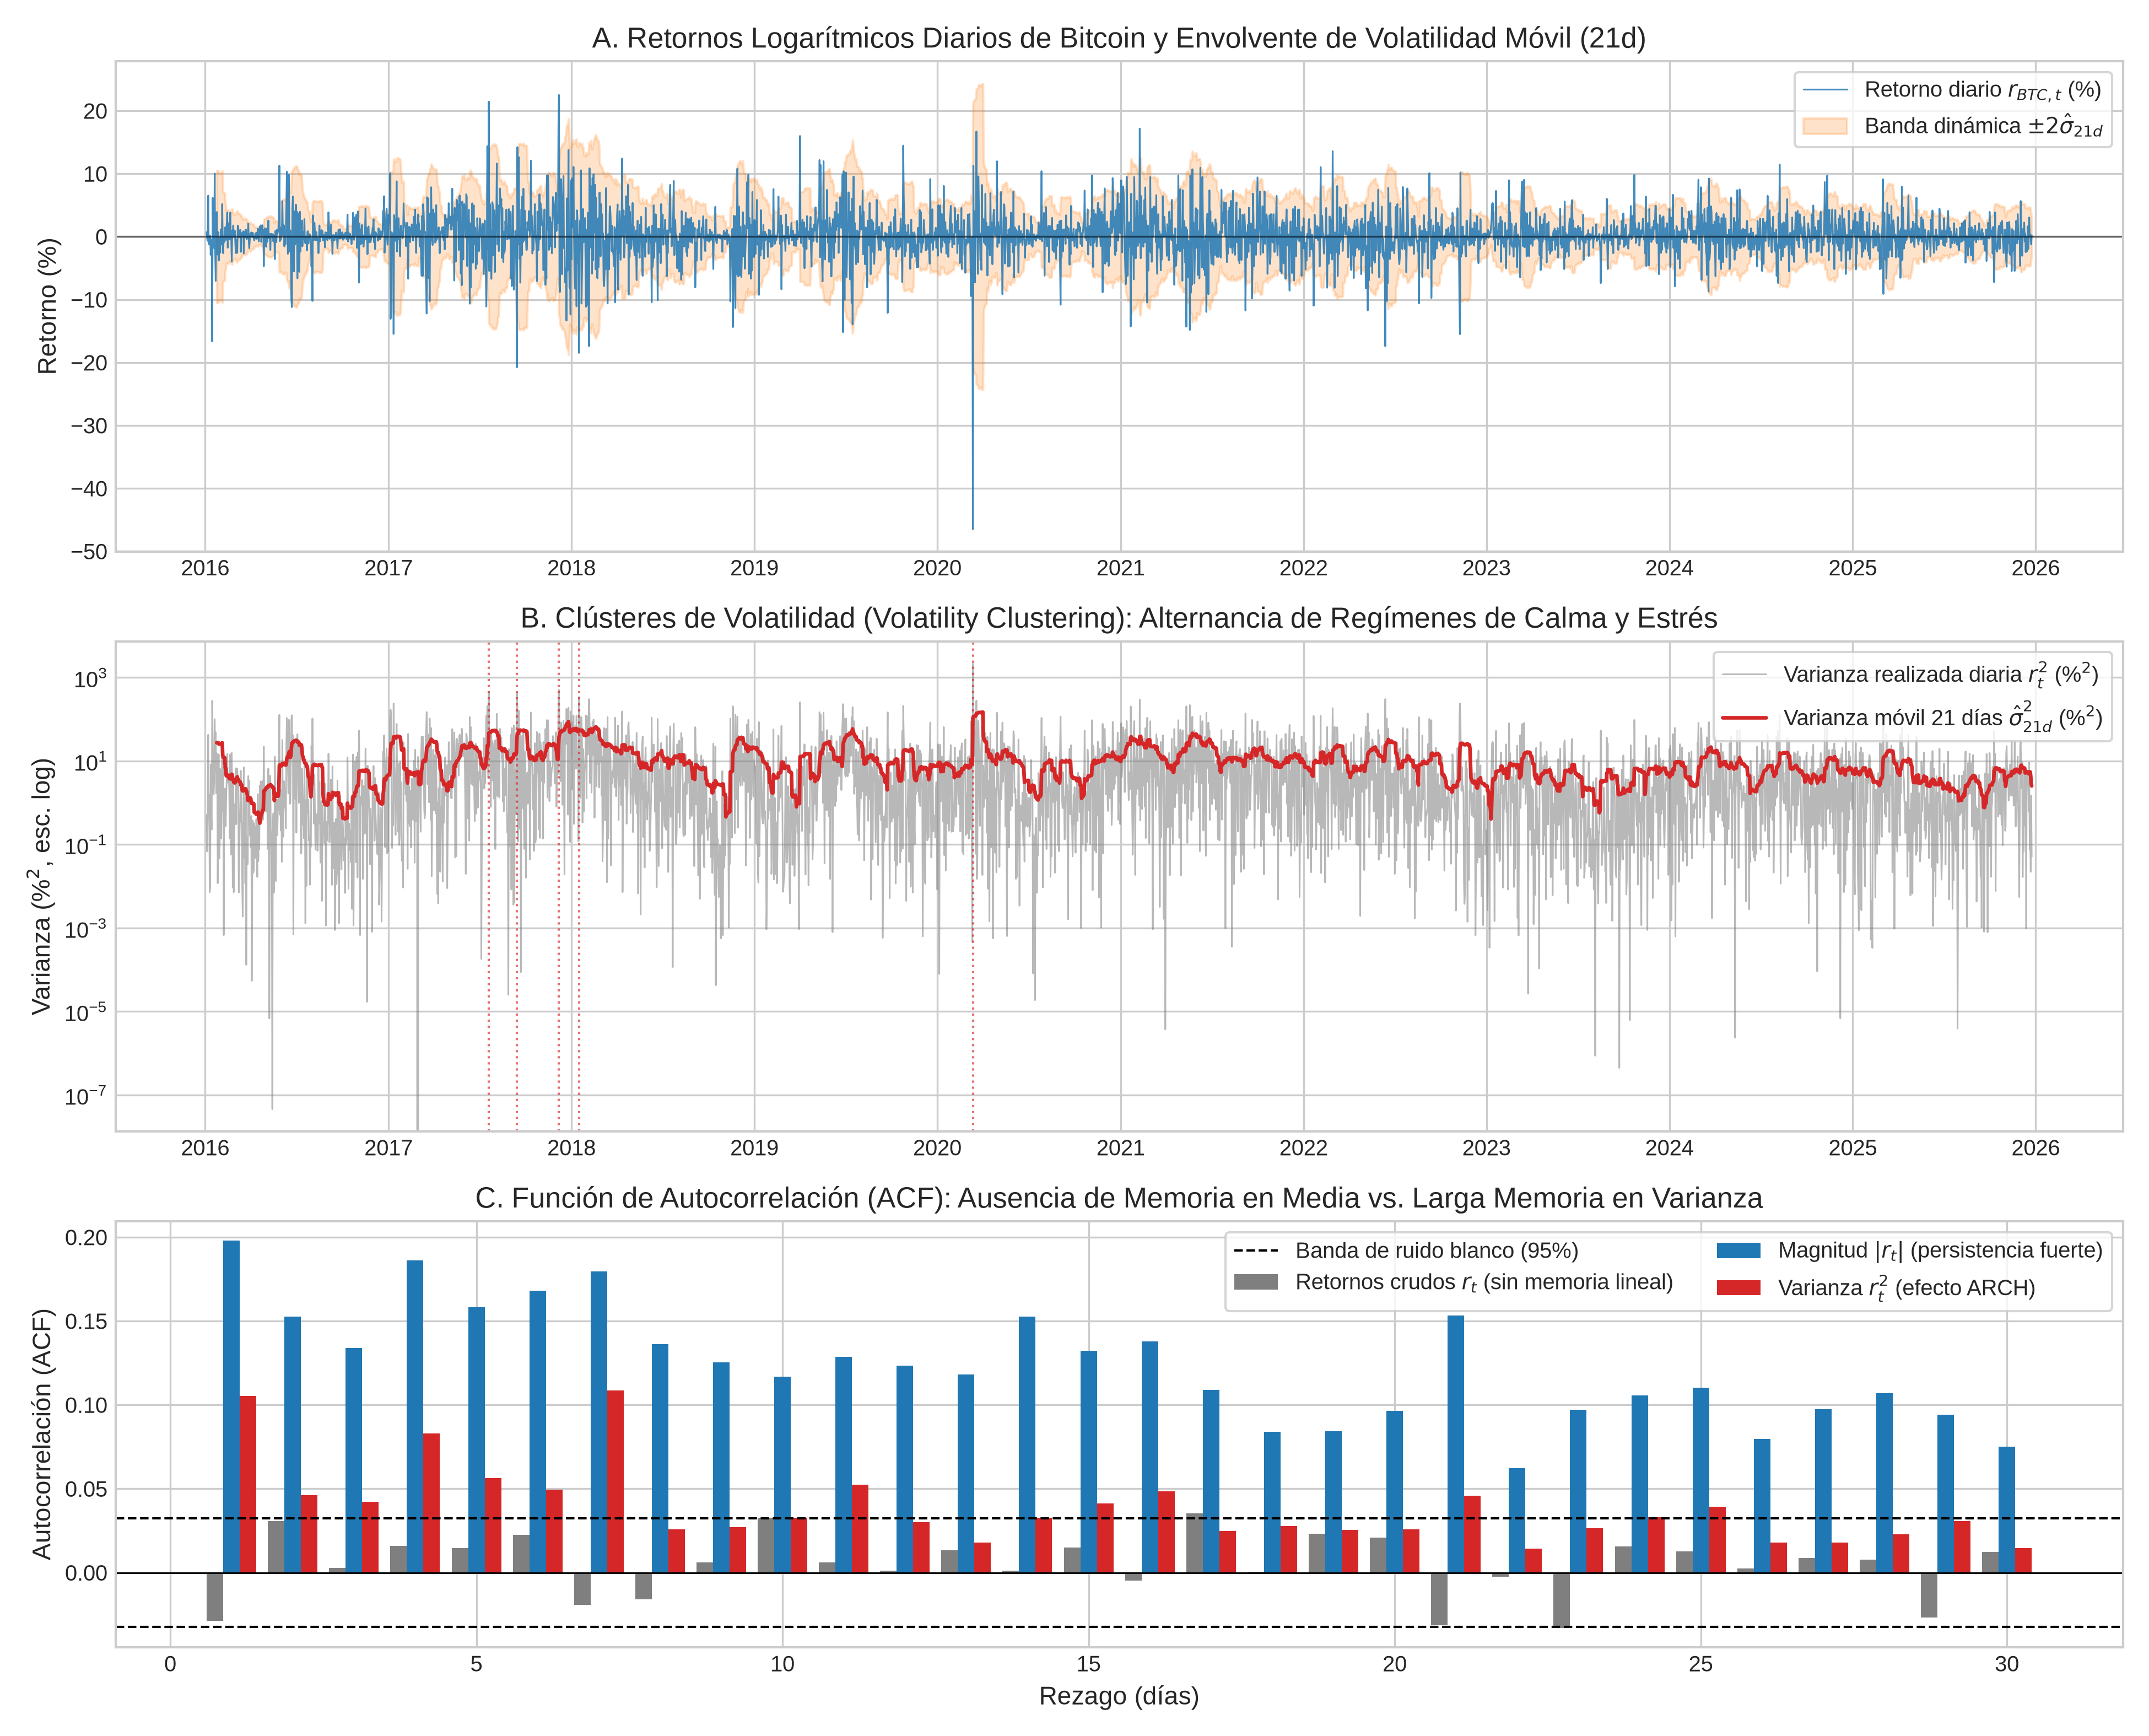 A. Retornos Logarítmicos Diarios de Bitcoin y Envolvente de Volatilidad Móvil (21d)
Retorno diario r_{BTC,t} (%)
Banda dinámica ±2σ̂_{21d}
Retorno (%)
20
10
0
−10
−20
−30
−40
−50
2016 2017 2018 2019 2020 2021 2022 2023 2024 2025 2026
B. Clústeres de Volatilidad (Volatility Clustering): Alternancia de Regímenes de Calma y Estrés
Varianza realizada diaria r_t^2 (%^2)
Varianza móvil 21 días σ̂_{21d}^2 (%^2)
Varianza (%^2, esc. log)
10^3
10^1
10^{−1}
10^{−3}
10^{−5}
10^{−7}
2016 2017 2018 2019 2020 2021 2022 2023 2024 2025 2026
C. Función de Autocorrelación (ACF): Ausencia de Memoria en Media vs. Larga Memoria en Varianza
Banda de ruido blanco (95%)
Retornos crudos r_t (sin memoria lineal)
Magnitud |r_t| (persistencia fuerte)
Varianza r_t^2 (efecto ARCH)
Autocorrelación (ACF)
0.20
0.15
0.10
0.05
0.00
0 5 10 15 20 25 30
Rezago (días)